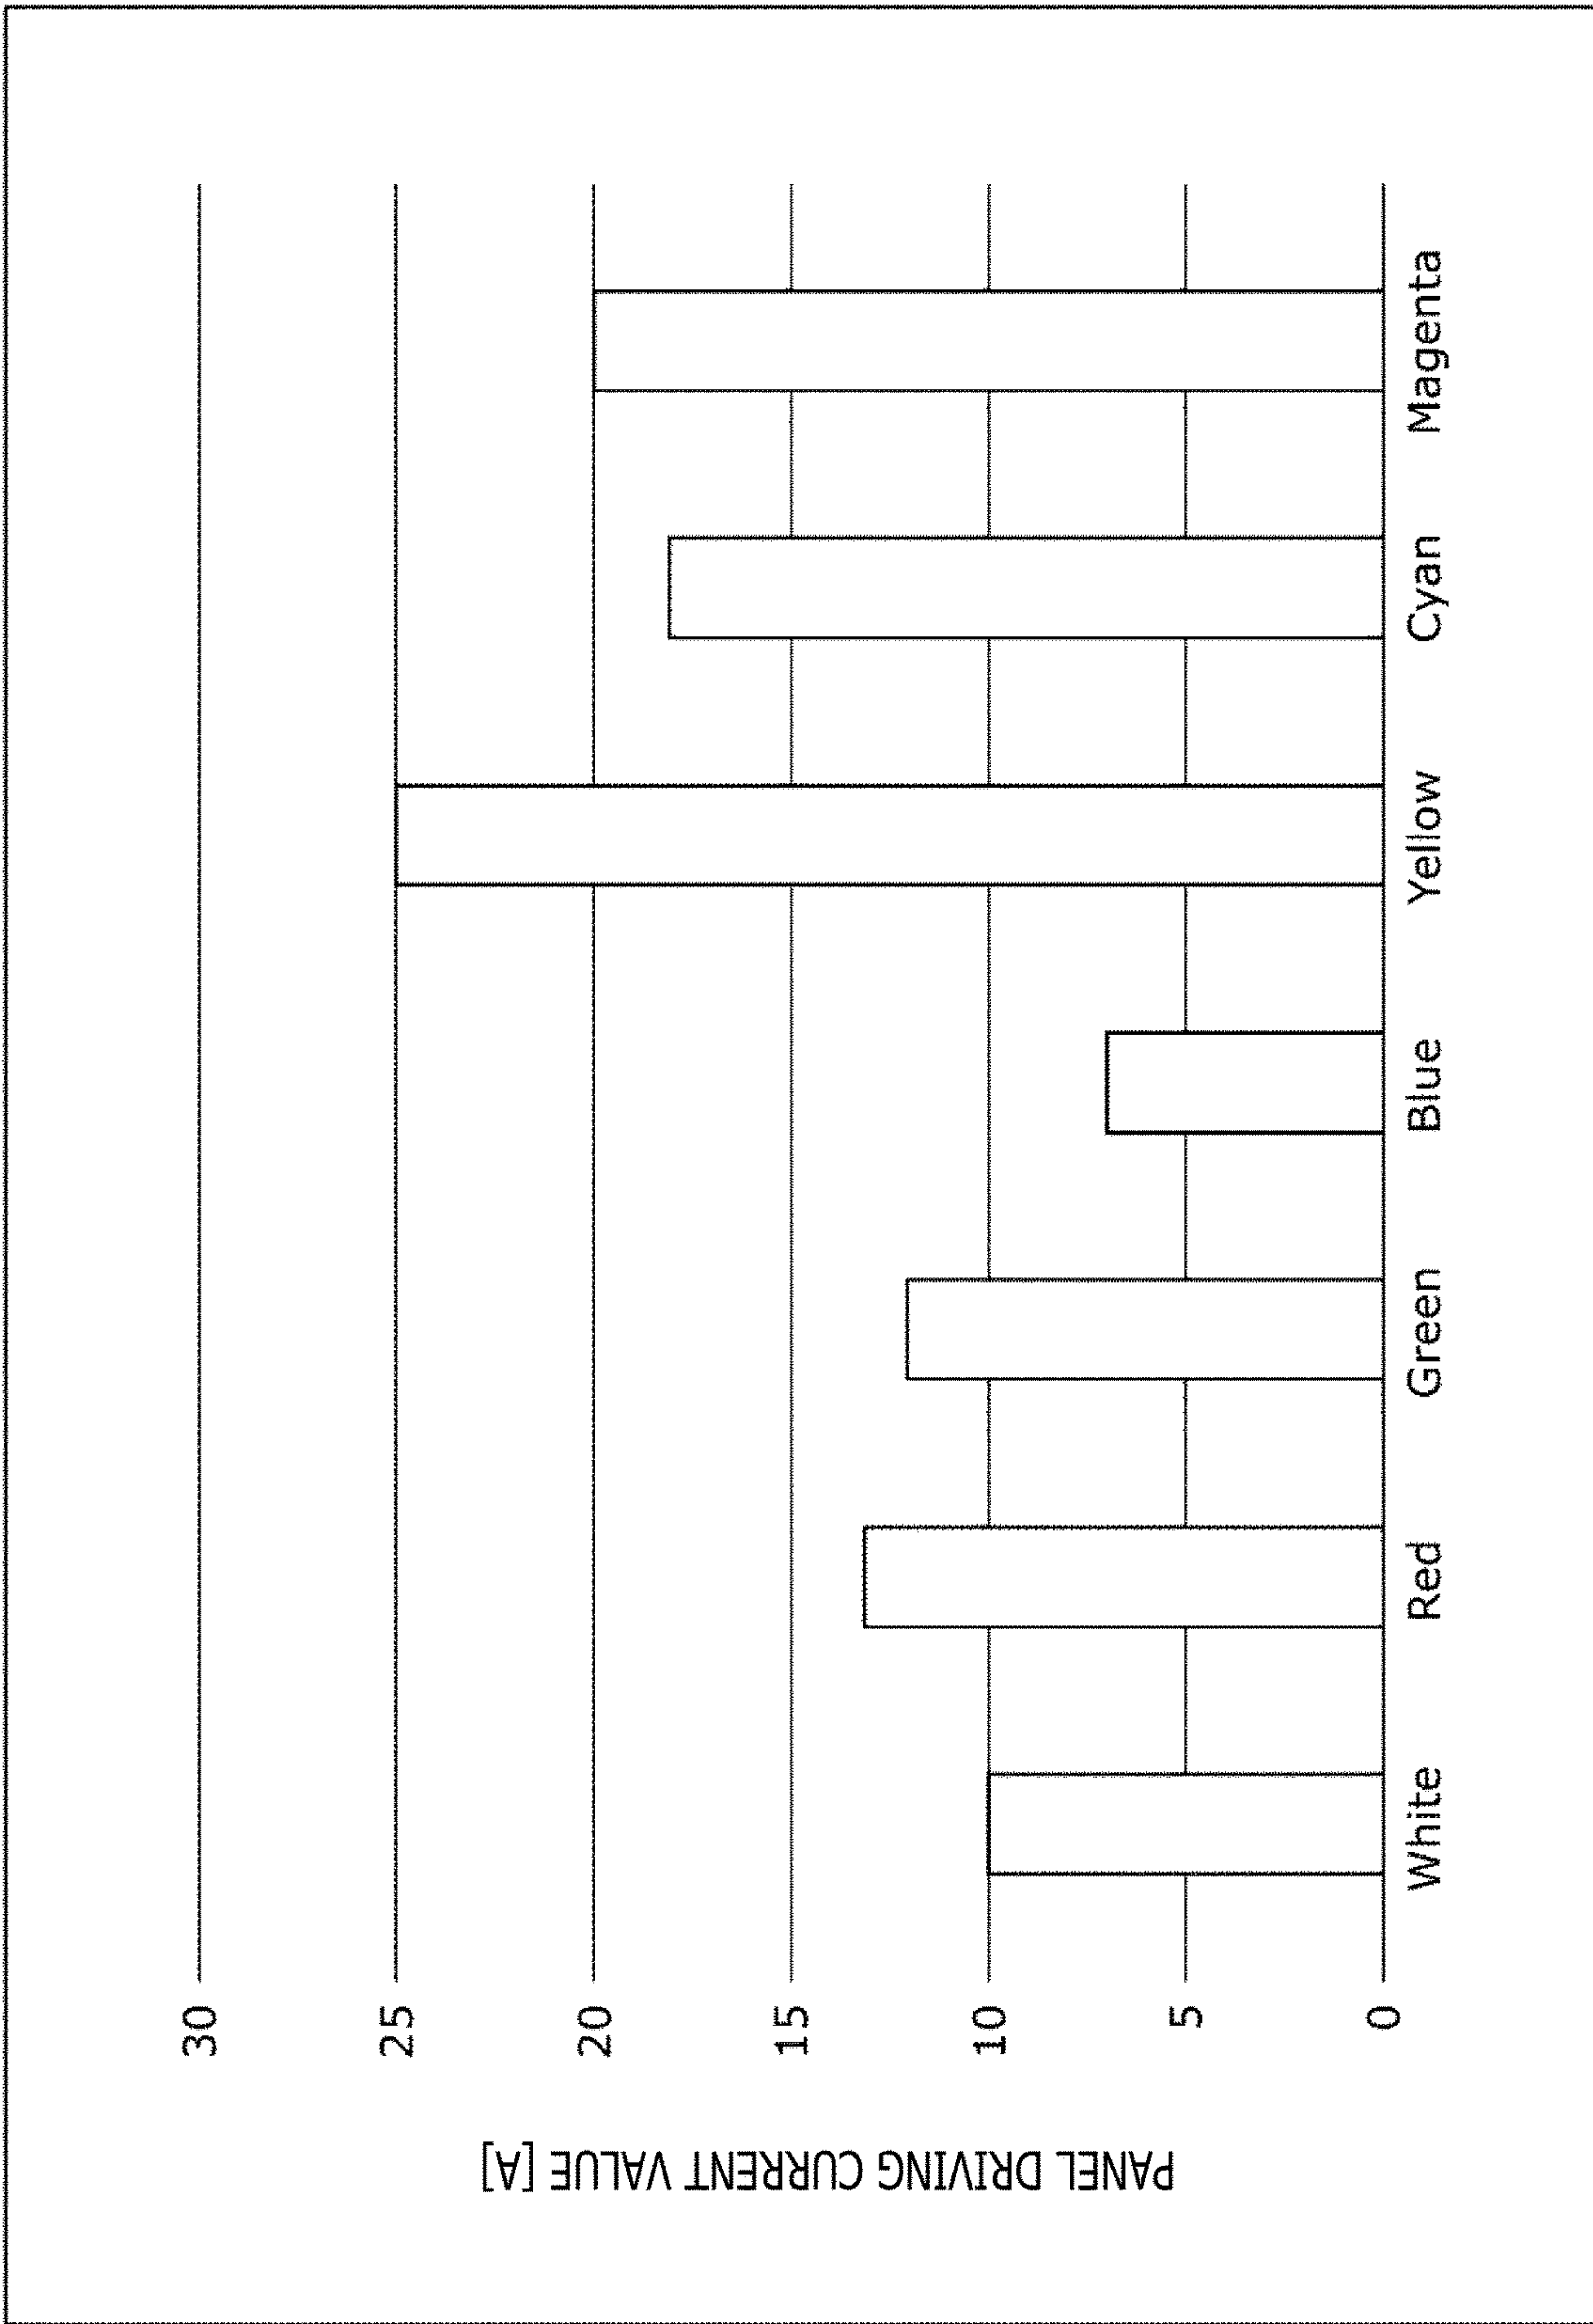 PANEL DRIVING CURRENT VALUE [A]
30
25
20
15
10
5
0
White
Red
Green
Blue
Yellow
Cyan
Magenta